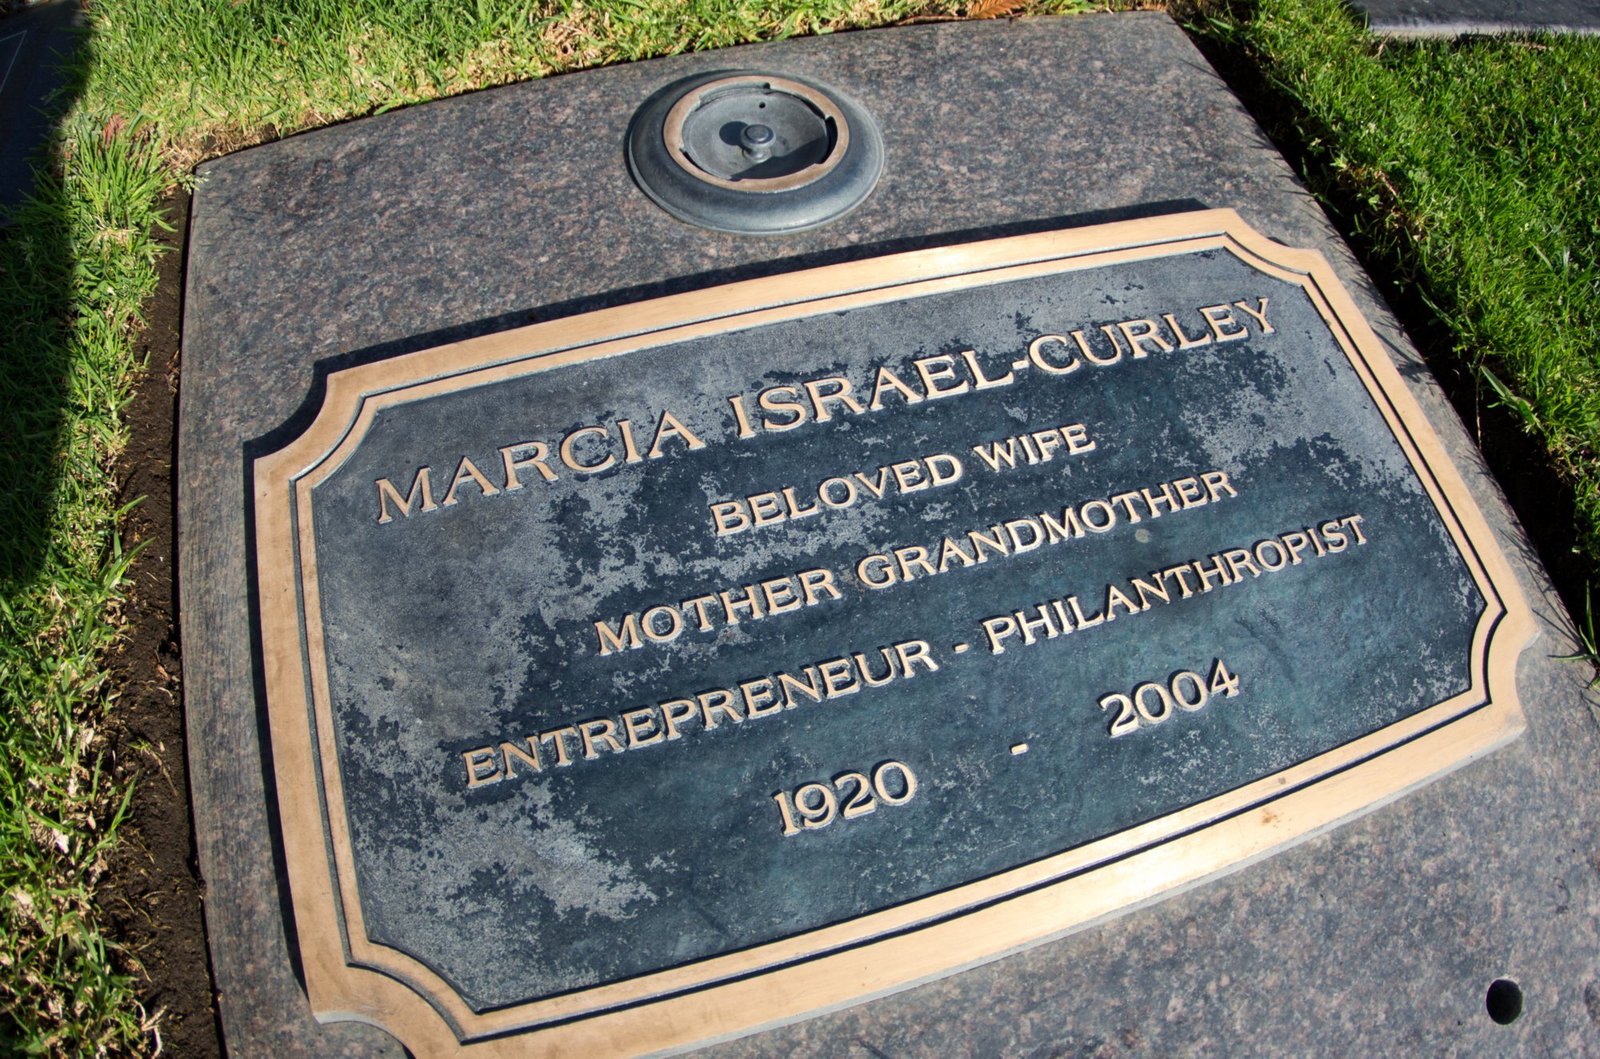 MARCIA ISRAEL-CURLEY
BELOVED WIFE
MOTHER GRANDMOTHER
ENTREPRENEUR - PHILANTHROPIST
1920 - 2004